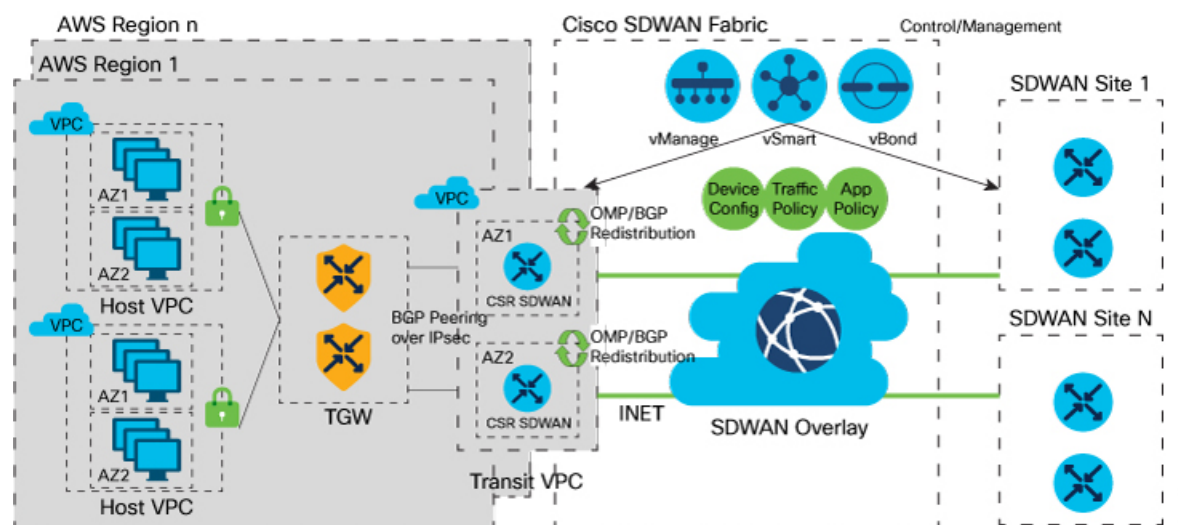 AWS Region n
Cisco SDWAN Fabric
Control/Management
AWS Region 1
SDWAN Site 1
VPC
AZ1
AZ2
Host VPC
VPC
AZ1
AZ2
Host VPC
TGW
BGP Peering
over IPsec
VPC
AZ1
CSR SDWAN
AZ2
CSR SDWAN
Transit VPC
OMP/BGP
Redistribution
OMP/BGP
Redistribution
vManage
vSmart
vBond
Device
Config
Traffic
Policy
App
Policy
INET
SDWAN Overlay
SDWAN Site N